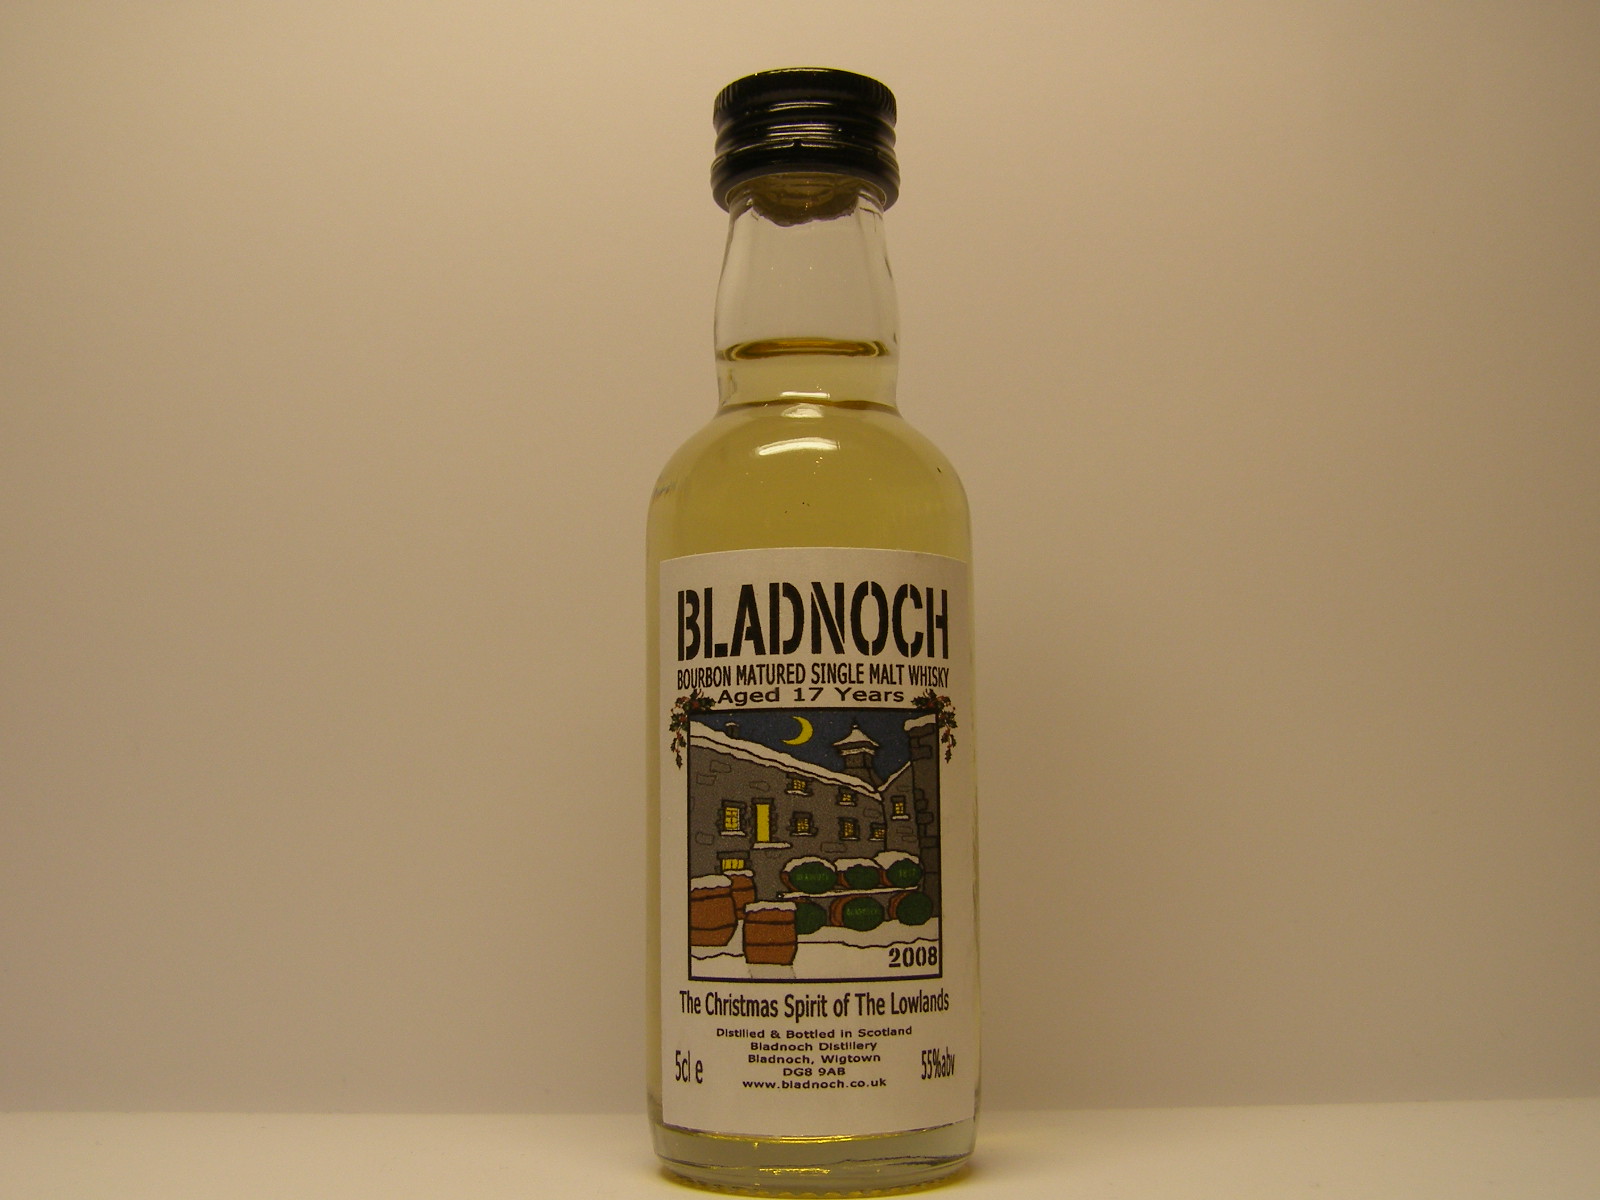 BLADNOCH
BOURBON MATURED SINGLE MALT WHISKY
Aged 17 Years
2008
The Christmas Spirit of The Lowlands
Distilled & Bottled in Scotland
Bladnoch Distillery
Bladnoch, Wigtown
DG8 9AB
www.bladnoch.co.uk
5cl e
55%abv